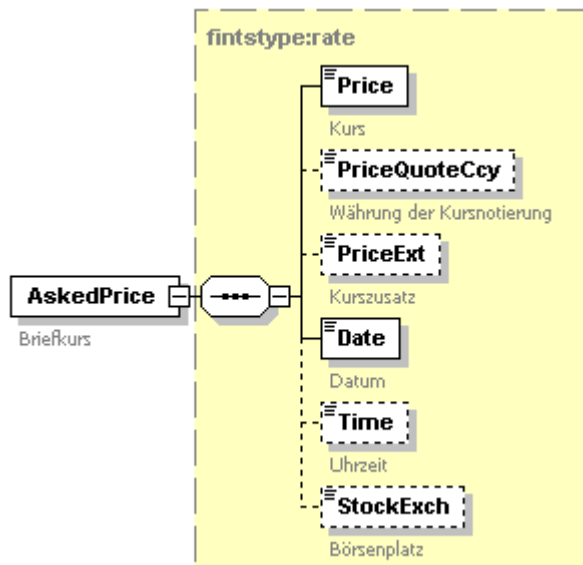 fintstype:rate
Price
Kurs
PriceQuoteCcy
Währung der Kursnotierung
PriceExt
Kurszusatz
AskedPrice
Briefkurs
Date
Datum
Time
Uhrzeit
StockExch
Börsenplatz